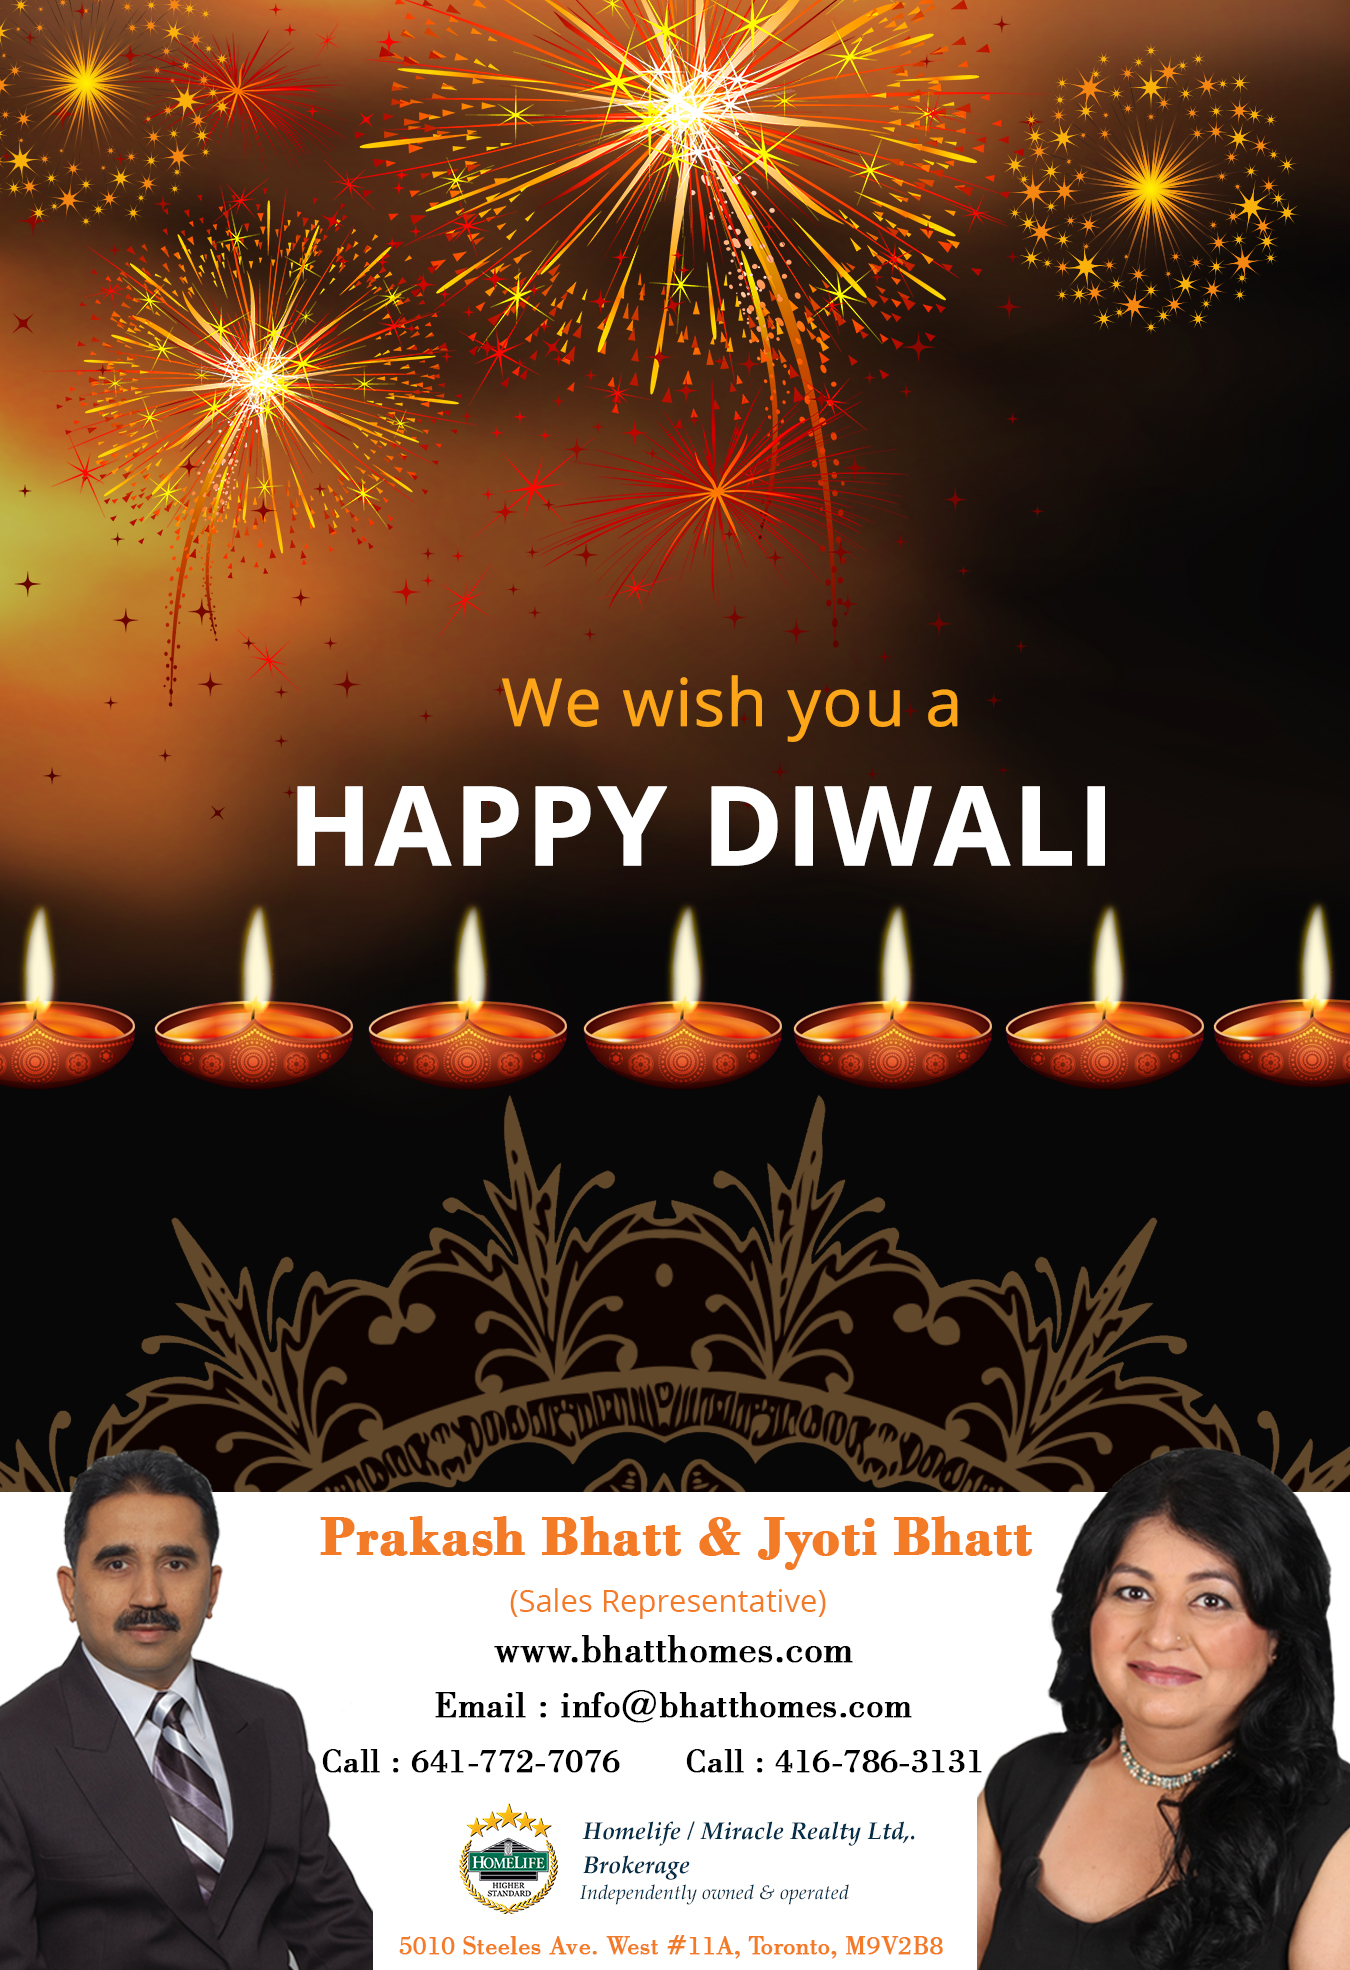 We wish you a
HAPPY DIWALI
Prakash Bhatt & Jyoti Bhatt
(Sales Representative)
www.bhatthomes.com
Email : info@bhatthomes.com
Call : 641-772-7076 Call : 416-786-3131
HOMELIFE
HIGHER
STANDARD
Homelife / Miracle Realty Ltd,.
Brokerage
Independently owned & operated
5010 Steeles Ave. West #11A, Toronto, M9V2B8